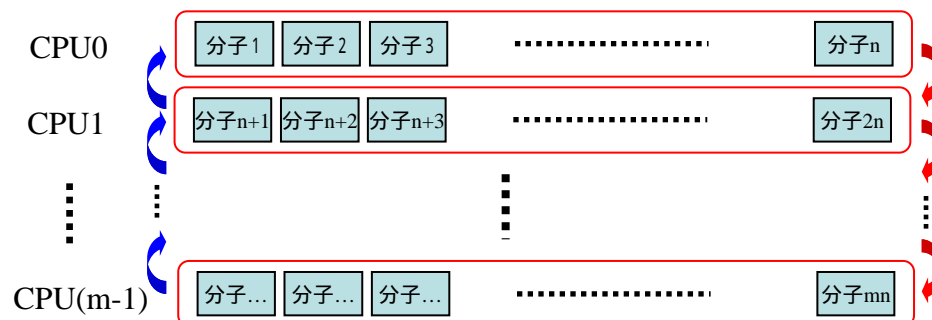 CPU0 分子1 分子2 分子3 分子n
CPU1 分子n+1 分子n+2 分子n+3 分子2n
CPU(m-1) 分子… 分子… 分子… 分子mn